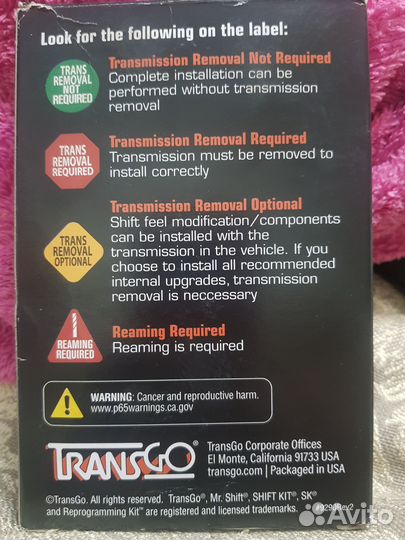 Look for the following on the label:
TRANS
REMOVAL
NOT
REQUIRED
Transmission Removal Not Required
Complete installation can be
performed without transmission
removal
TRANS
REMOVAL
REQUIRED
Transmission Removal Required
Transmission must be removed to
install correctly
TRANS
REMOVAL
OPTIONAL
Transmission Removal Optional
Shift feel modification/components
can be installed with the
transmission in the vehicle. If you
choose to install all recommended
internal upgrades, transmission
removal is neccessary
REAMING
REQUIRED
Reaming Required
Reaming is required
WARNING: Cancer and reproductive harm.
www.p65warnings.ca.gov
TRANSGO
TransGo Corporate Offices
El Monte, California 91733 USA
transgo.com | Packaged in USA
©TransGo. All rights reserved. TransGo®, Mr. Shift®, SHIFT KIT®, SK®
and Reprogramming Kit™ are registered and licensed trademarks.
Avito